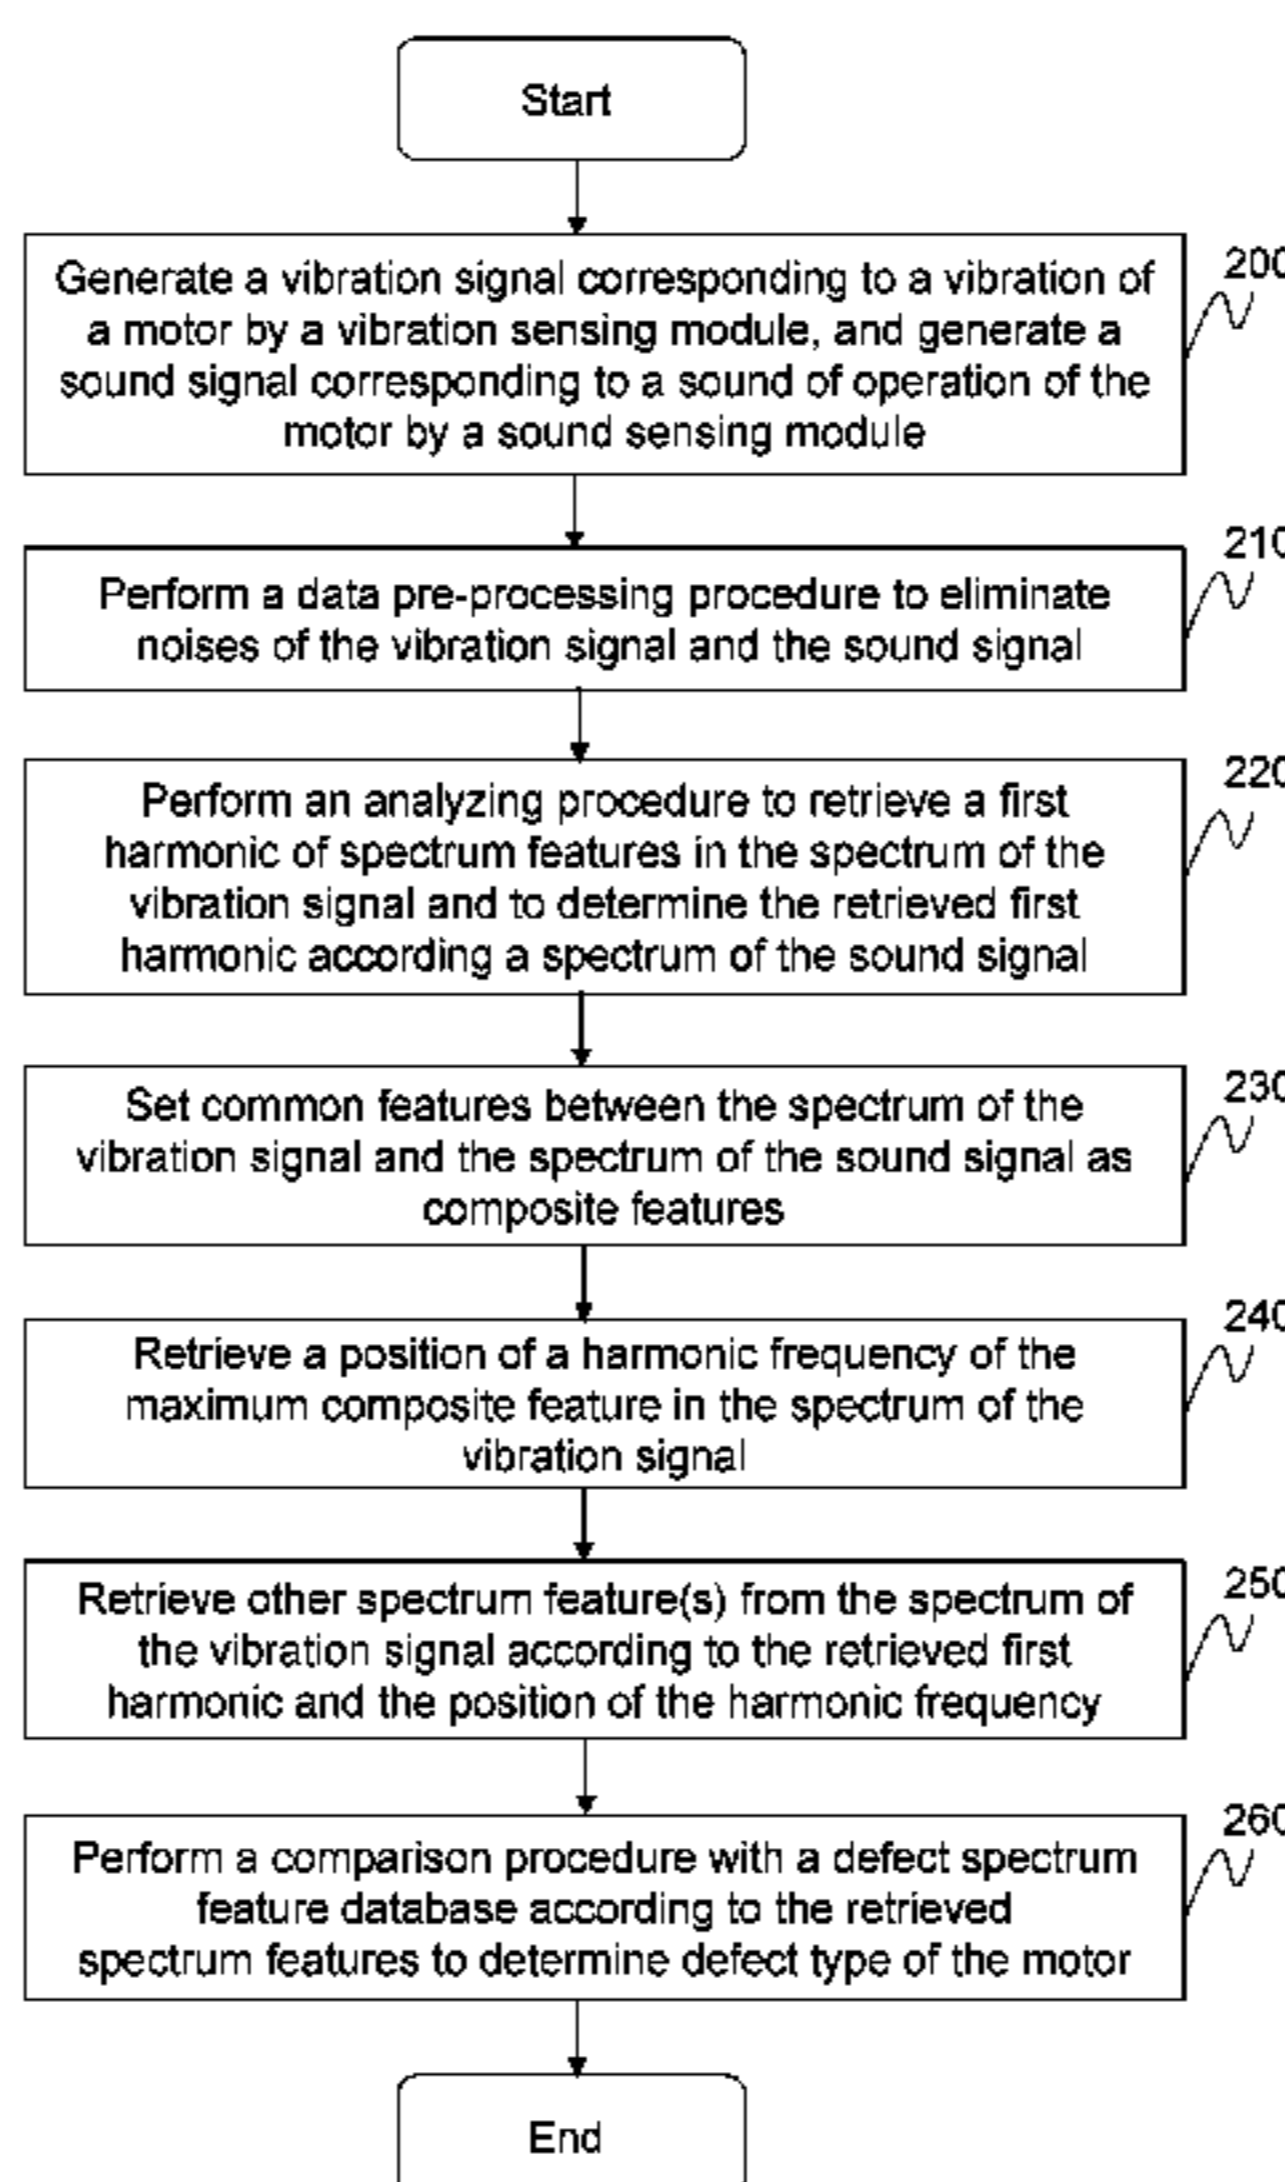 Start
Generate a vibration signal corresponding to a vibration of
a motor by a vibration sensing module, and generate a
sound signal corresponding to a sound of operation of the
motor by a sound sensing module
200
Perform a data pre-processing procedure to eliminate
noises of the vibration signal and the sound signal
210
Perform an analyzing procedure to retrieve a first
harmonic of spectrum features in the spectrum of the
vibration signal and to determine the retrieved first
harmonic according a spectrum of the sound signal
220
Set common features between the spectrum of the
vibration signal and the spectrum of the sound signal as
composite features
230
Retrieve a position of a harmonic frequency of the
maximum composite feature in the spectrum of the
vibration signal
240
Retrieve other spectrum feature(s) from the spectrum of
the vibration signal according to the retrieved first
harmonic and the position of the harmonic frequency
250
Perform a comparison procedure with a defect spectrum
feature database according to the retrieved
spectrum features to determine defect type of the motor
260
End